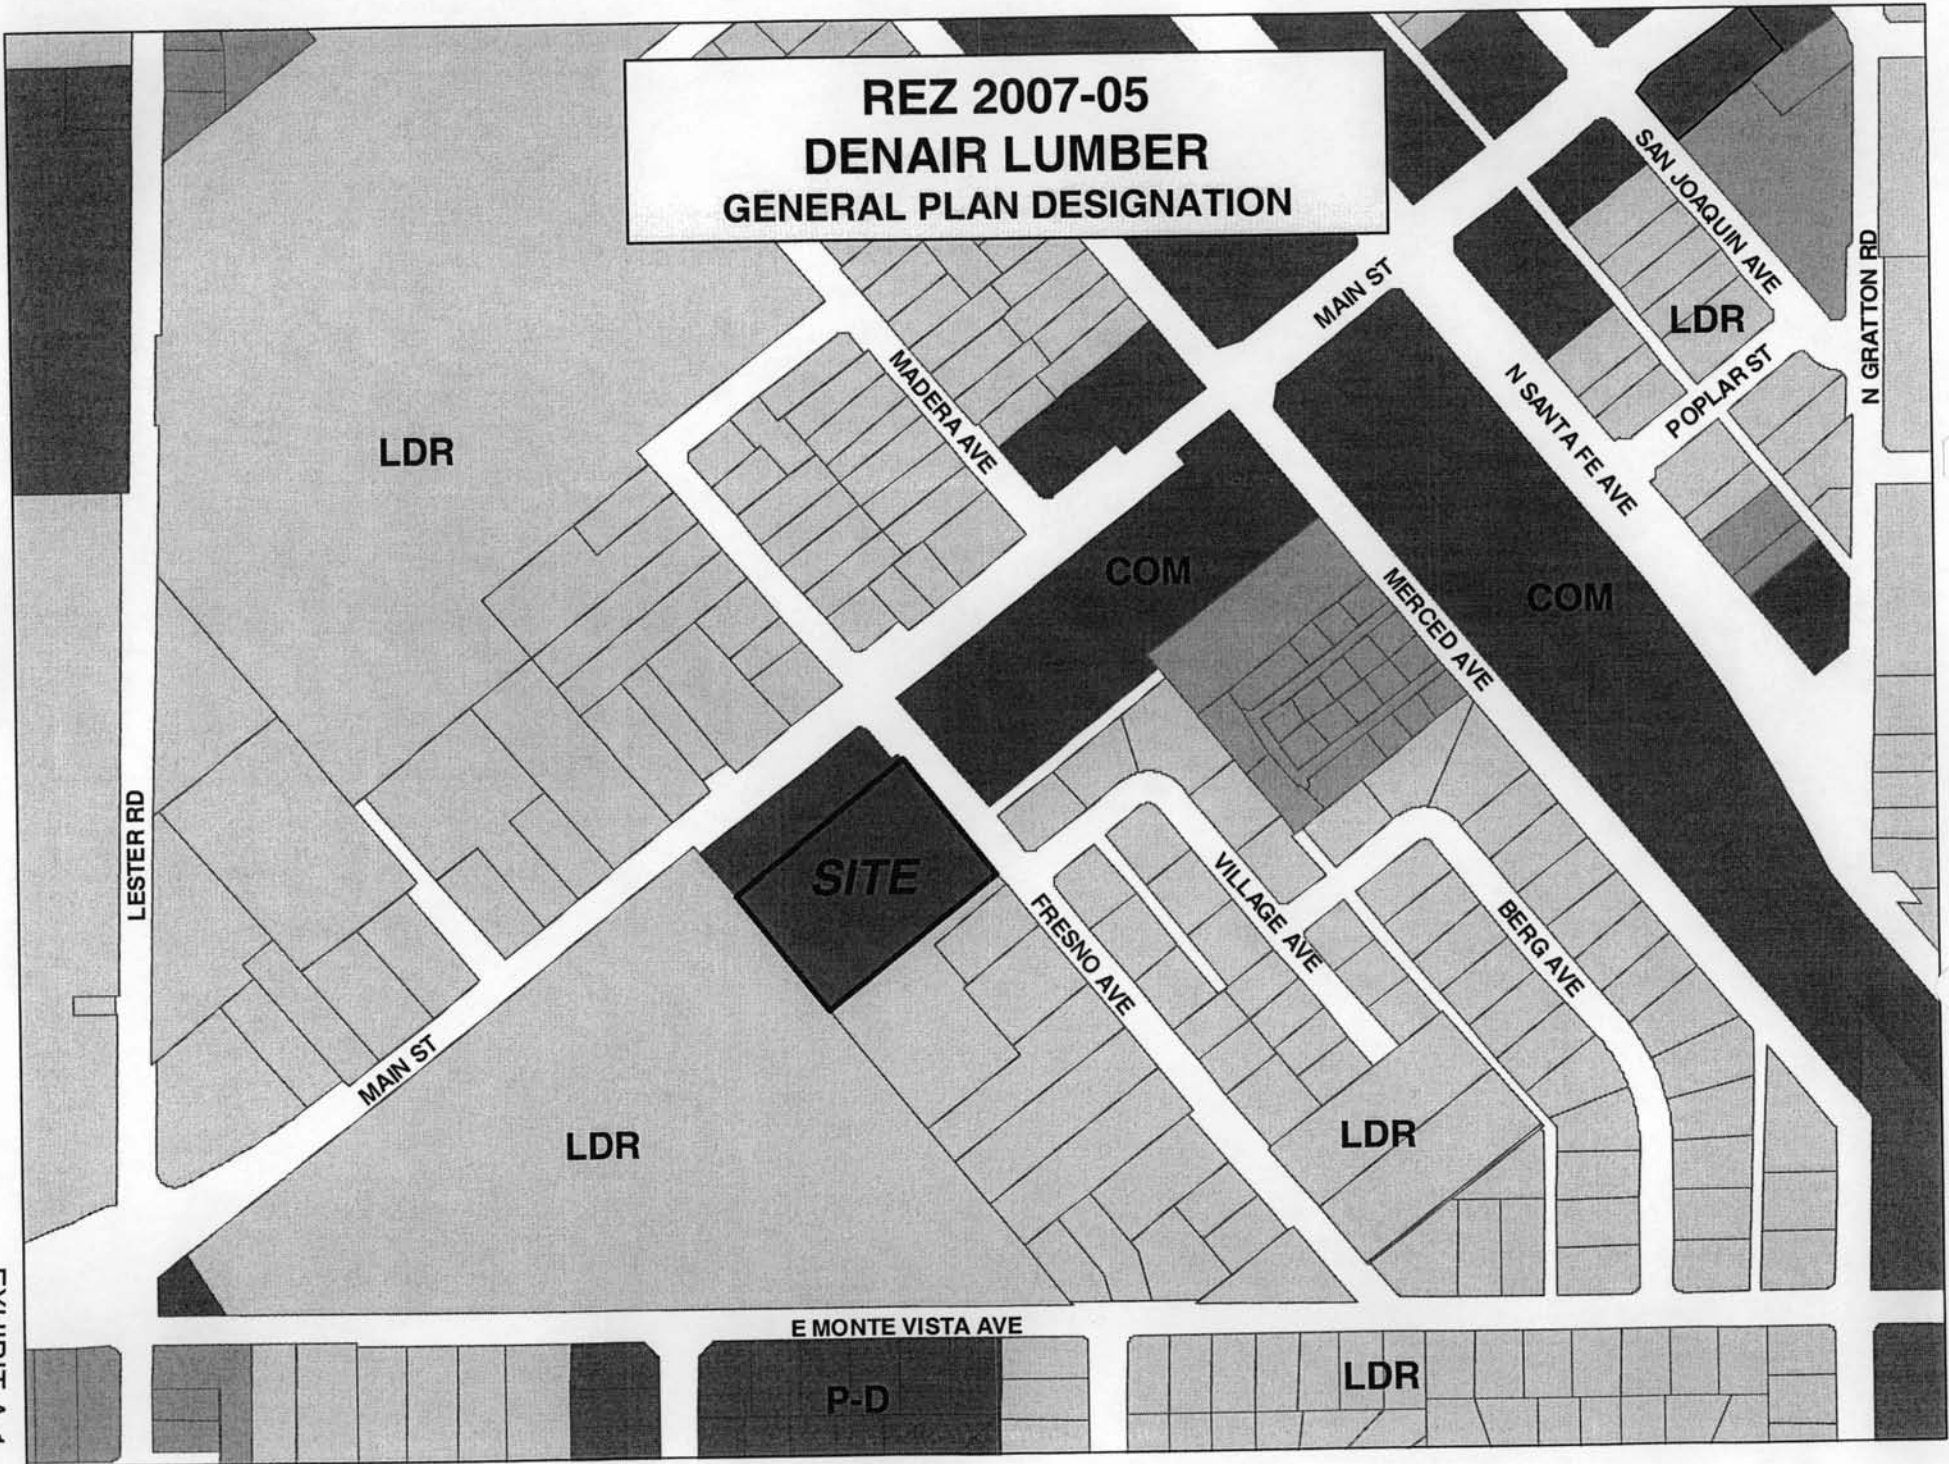 REZ 2007-05
DENAIR LUMBER
GENERAL PLAN DESIGNATION
SAN JOAQUIN AVE
N GRATTON RD
MAIN ST
LDR
MADERA AVE
N SANTA FE AVE
POPLAR ST
LDR
COM
COM
MERCED AVE
LESTER RD
SITE
VILLAGE AVE
FRESNO AVE
BERG AVE
MAIN ST
LDR
LDR
E MONTE VISTA AVE
LDR
P-D